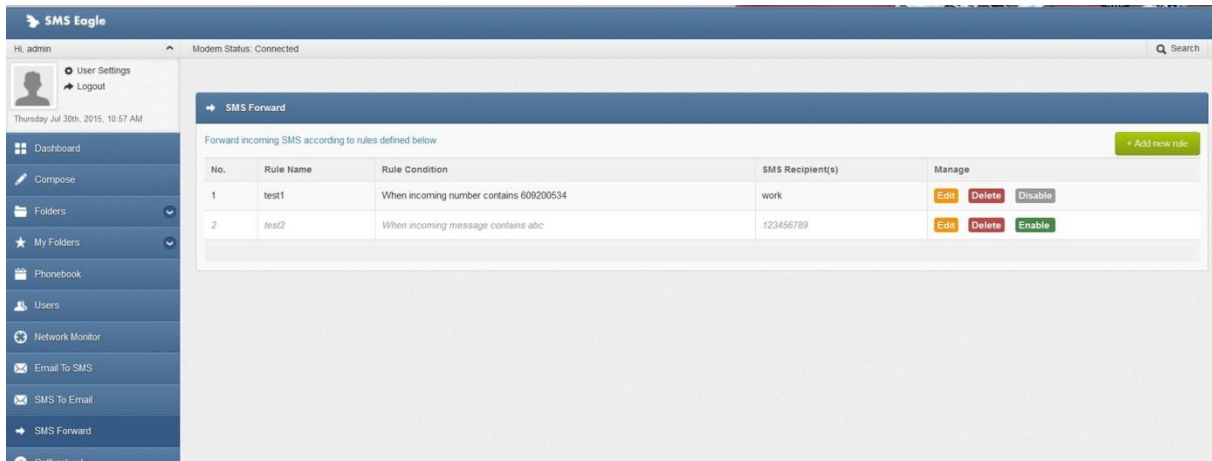 SMS Eagle
Hi, admin
Modem Status: Connected
Search
User Settings
Logout
Thursday Jul 30th, 2015, 10:57 AM
Dashboard
Compose
Folders
My Folders
Phonebook
Users
Network Monitor
Email To SMS
SMS To Email
SMS Forward
SMS Forward
Forward incoming SMS according to rules defined below
+ Add new rule
No. Rule Name Rule Condition SMS Recipient(s) Manage
1 test1 When incoming number contains 609200534 work Edit Delete Disable
2 test2 When incoming message contains abc 123456789 Edit Delete Enable